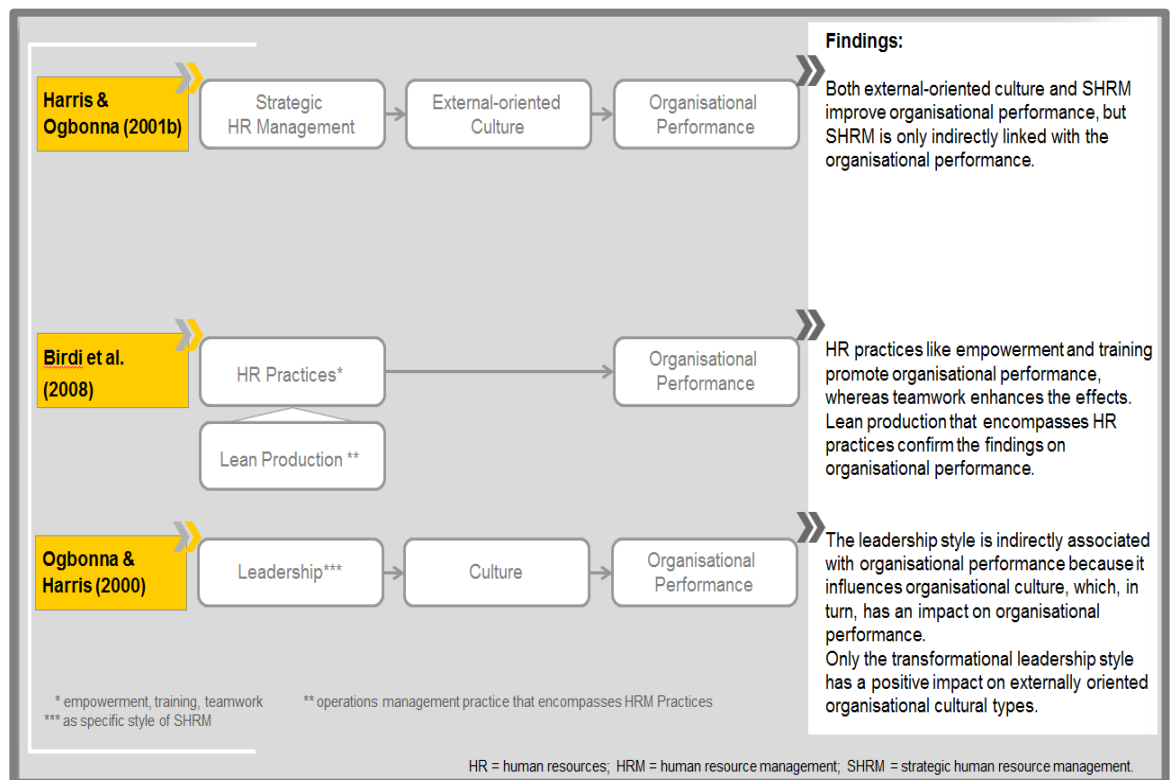 Findings:
Harris &
Ogbonna (2001b)
Strategic
HR Management
External-oriented
Culture
Organisational
Performance
Both external-oriented culture and SHRM
improve organisational performance, but
SHRM is only indirectly linked with the
organisational performance.
Birdi et al.
(2008)
HR Practices*
Lean Production **
Organisational
Performance
HR practices like empowerment and training
promote organisational performance,
whereas teamwork enhances the effects.
Lean production that encompasses HR
practices confirm the findings on
organisational performance.
Ogbonna &
Harris (2000)
Leadership***
Culture
Organisational
Performance
The leadership style is indirectly associated
with organisational performance because it
influences organisational culture, which, in
turn, has an impact on organisational
performance.
Only the transformational leadership style
has a positive impact on externally oriented
organisational cultural types.
* empowerment, training, teamwork
** operations management practice that encompasses HRM Practices
*** as specific style of SHRM
HR = human resources; HRM = human resource management; SHRM = strategic human resource management.